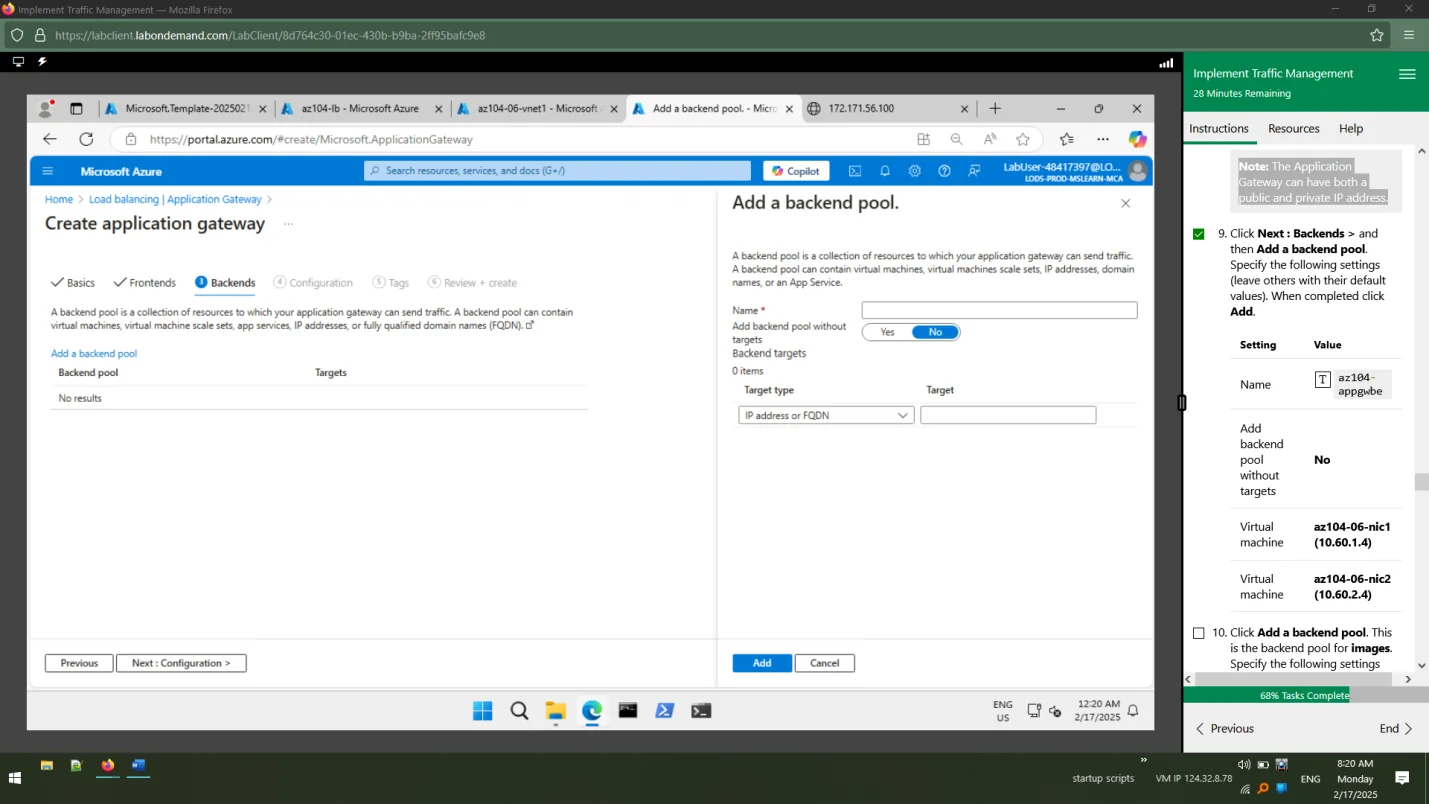 Implement Traffic Management — Mozilla Firefox
https://labclient.labondemand.com/LabClient/8d764c30-01ec-430b-b9ba-2ff95bafc9e8
Microsoft.Template-2025021
az104-lb - Microsoft Azure
az104-06-vnet1 - Microsoft
Add a backend pool. - Micro
172.171.56.100
https://portal.azure.com/#create/Microsoft.ApplicationGateway
Microsoft Azure
Search resources, services, and docs (G+/)
Copilot
LabUser-48417397@LO...
LODS-PROD-MSLEARN-MCA
Home > Load balancing | Application Gateway >
Create application gateway ...
Basics
Frontends
3 Backends
4 Configuration
5 Tags
6 Review + create
A backend pool is a collection of resources to which your application gateway can send traffic. A backend pool can contain
virtual machines, virtual machine scale sets, app services, IP addresses, or fully qualified domain names (FQDN).
Add a backend pool
Backend pool Targets
No results
Previous
Next : Configuration >
Add a backend pool.
A backend pool is a collection of resources to which your application gateway can send traffic.
A backend pool can contain virtual machines, virtual machines scale sets, IP addresses, domain
names, or an App Service.
Name *
Add backend pool without
targets
Yes No
Backend targets
0 items
Target type Target
IP address or FQDN
Add
Cancel
ENG
US
12:20 AM
2/17/2025
Implement Traffic Management
28 Minutes Remaining
Instructions Resources Help
Note: The Application
Gateway can have both a
public and private IP address.
9. Click Next : Backends > and
then Add a backend pool.
Specify the following settings
(leave others with their default
values). When completed click
Add.
Setting Value
Name
T az104-
appgwbe
Add
backend
pool
without
targets
No
Virtual
machine
az104-06-nic1
(10.60.1.4)
Virtual
machine
az104-06-nic2
(10.60.2.4)
10. Click Add a backend pool. This
is the backend pool for images.
Specify the following settings
68% Tasks Complete
< Previous
End >
startup scripts
VM IP 124.32.8.78
ENG
8:20 AM
Monday
2/17/2025